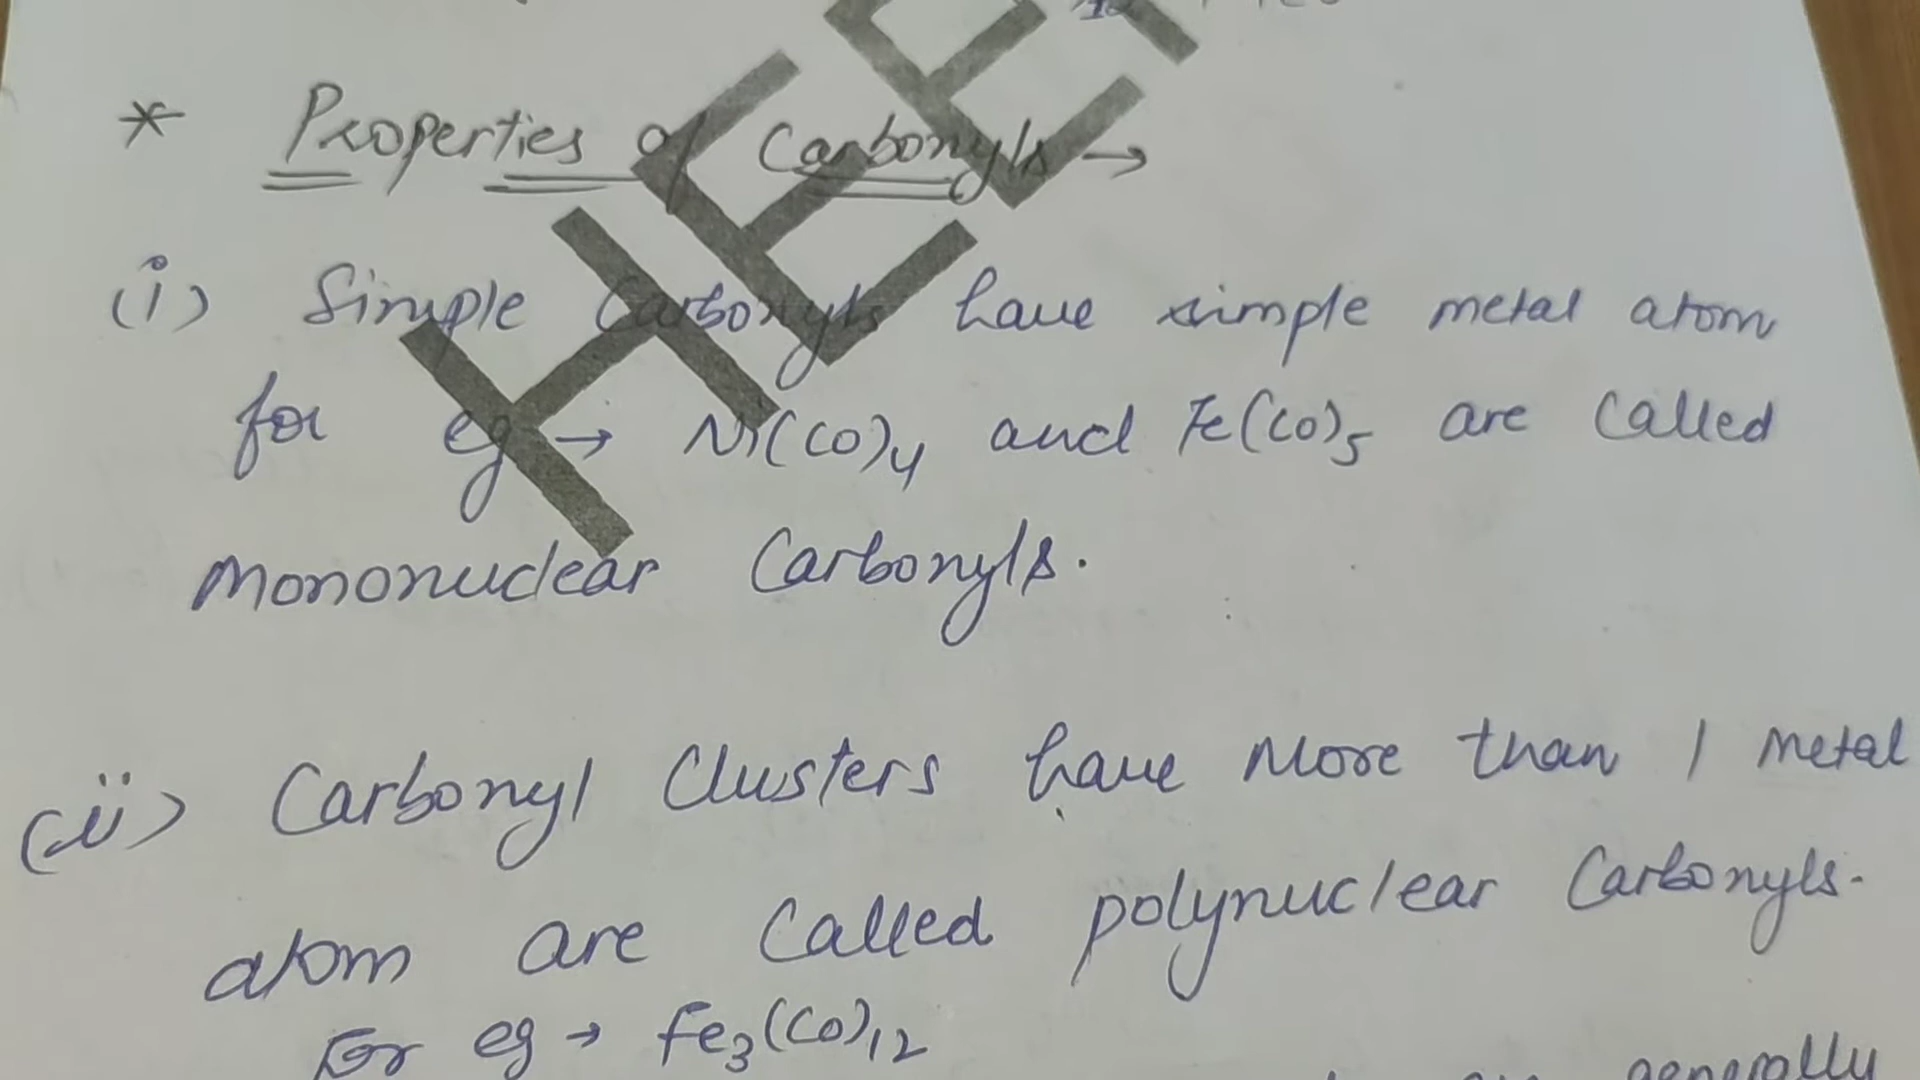 * Properties of Carbonyls →
(i) Simple Carbonyls have simple metal atom
for eg → Ni(CO)4 and Fe(CO)5 are called
Mononuclear Carbonyls.
(ii) Carbonyl Clusters have More than 1 Metal
atom are Called polynuclear Carbonyls.
For eg → Fe3(CO)12
generally